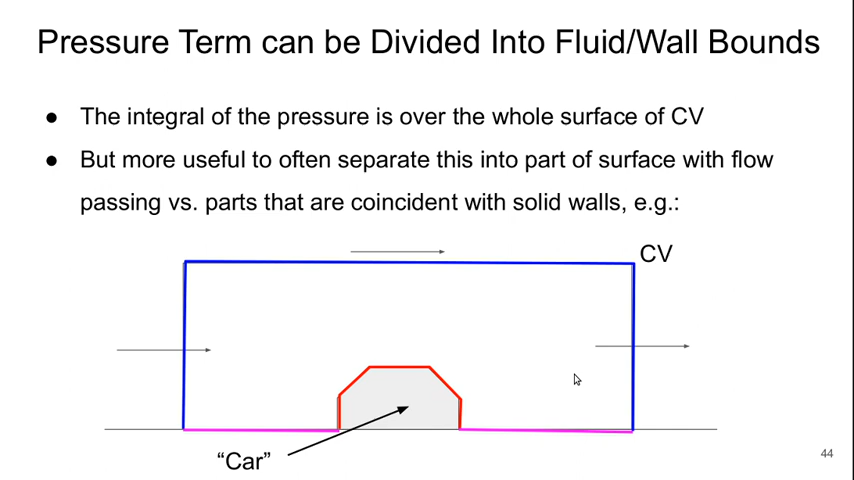 Pressure Term can be Divided Into Fluid/Wall Bounds
● The integral of the pressure is over the whole surface of CV
● But more useful to often separate this into part of surface with flow
passing vs. parts that are coincident with solid walls, e.g.:
CV
“Car”
44